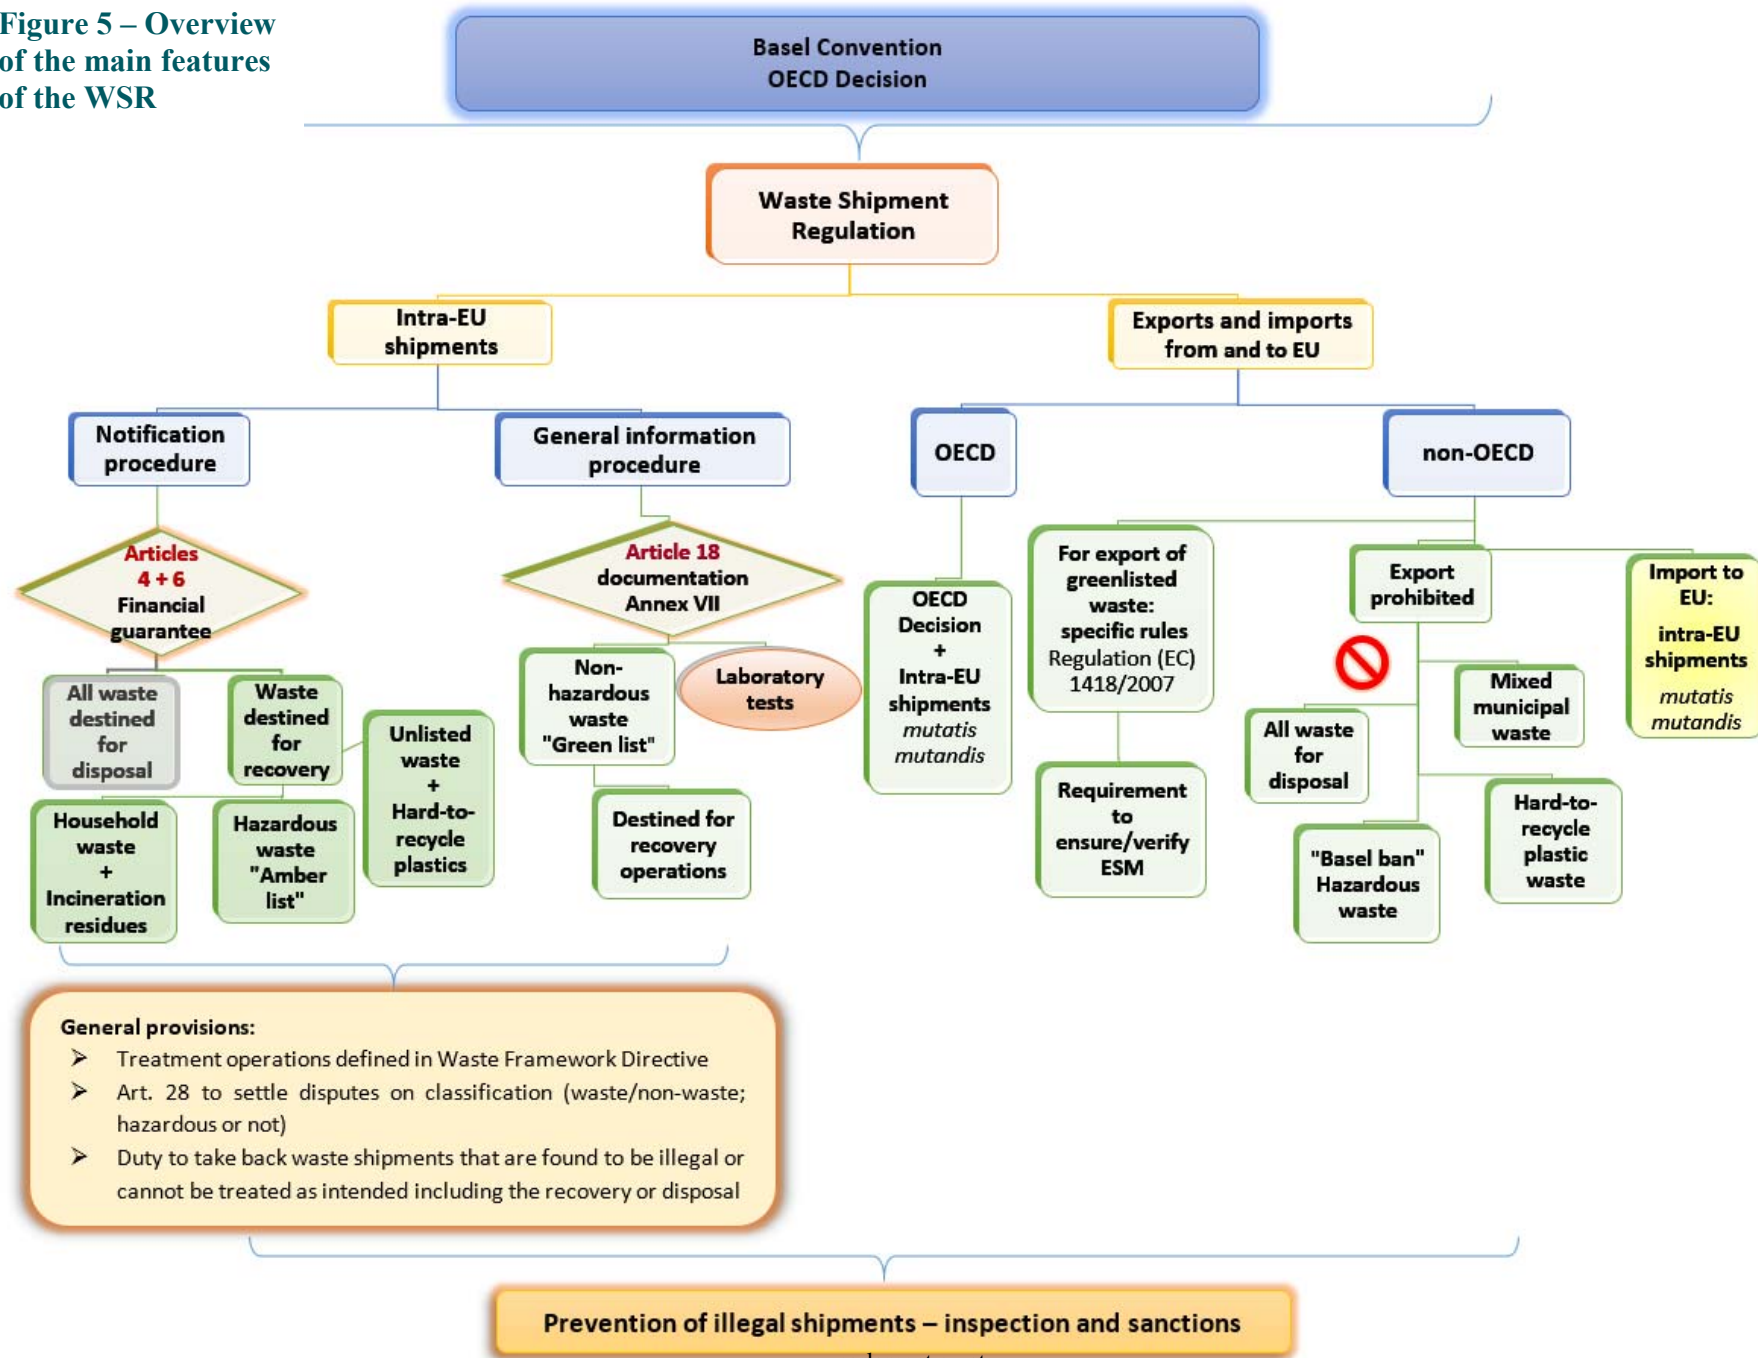 Figure 5 – Overview
of the main features
of the WSR
Basel Convention
OECD Decision
Waste Shipment
Regulation
Intra-EU
shipments
Exports and imports
from and to EU
Notification
procedure
General information
procedure
OECD
non-OECD
Articles
4 + 6
Financial
guarantee
Article 18
documentation
Annex VII
All waste
destined
for
disposal
Waste
destined
for
recovery
Unlisted
waste
+
Hard-to-
recycle
plastics
Household
waste
+
Incineration
residues
Hazardous
waste
"Amber
list"
Non-
hazardous
waste
"Green list"
Laboratory
tests
Destined for
recovery
operations
OECD
Decision
+
Intra-EU
shipments
mutatis
mutandis
For export of
greenlisted
waste:
specific rules
Regulation (EC)
1418/2007
Requirement
to
ensure/verify
ESM
Export
prohibited
All waste
for
disposal
Mixed
municipal
waste
"Basel ban"
Hazardous
waste
Hard-to-
recycle
plastic
waste
Import to
EU:
intra-EU
shipments
mutatis
mutandis
General provisions:
➢ Treatment operations defined in Waste Framework Directive
➢ Art. 28 to settle disputes on classification (waste/non-waste;
hazardous or not)
➢ Duty to take back waste shipments that are found to be illegal or
cannot be treated as intended including the recovery or disposal
Prevention of illegal shipments – inspection and sanctions